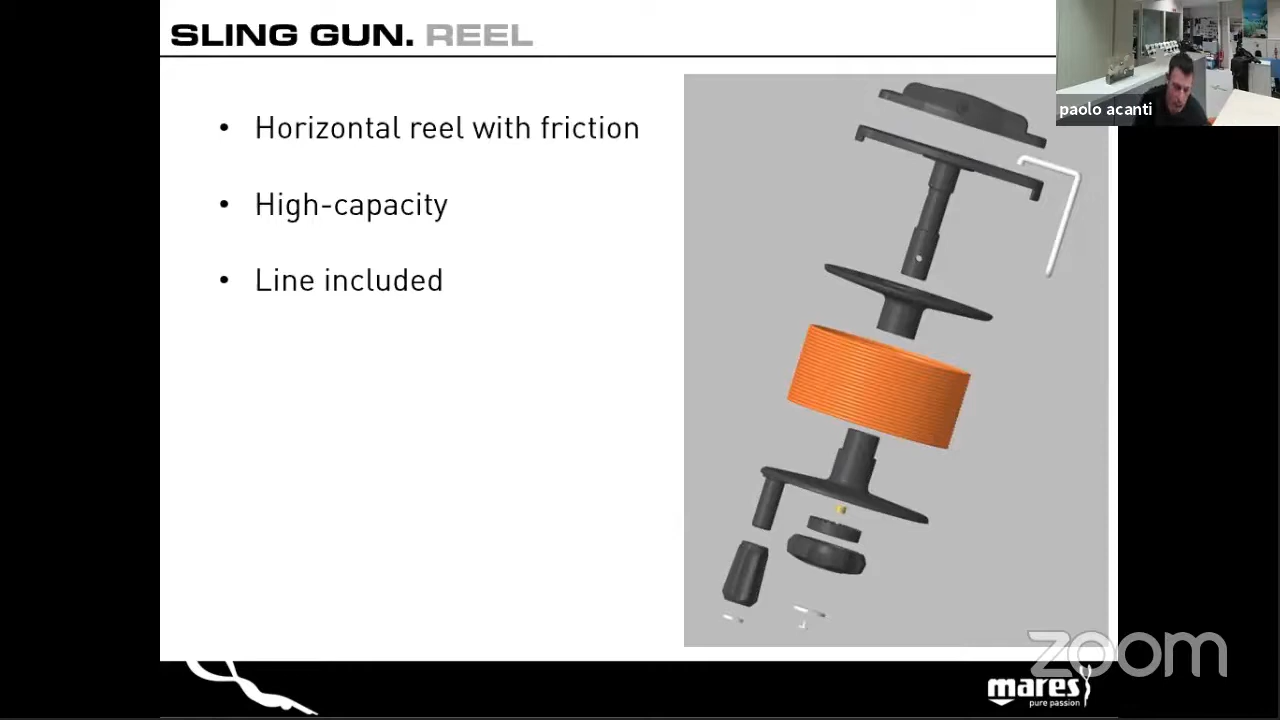 SLING GUN. REEL
paolo acanti
• Horizontal reel with friction
• High-capacity
• Line included
zoom
mares
pure passion